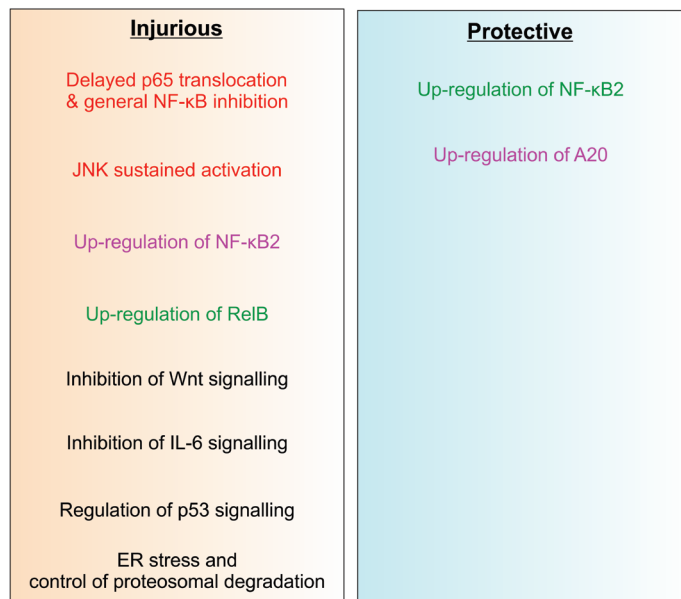 Injurious
Delayed p65 translocation
& general NF-κB inhibition
JNK sustained activation
Up-regulation of NF-κB2
Up-regulation of RelB
Inhibition of Wnt signalling
Inhibition of IL-6 signalling
Regulation of p53 signalling
ER stress and
control of proteosomal degradation
Protective
Up-regulation of NF-κB2
Up-regulation of A20